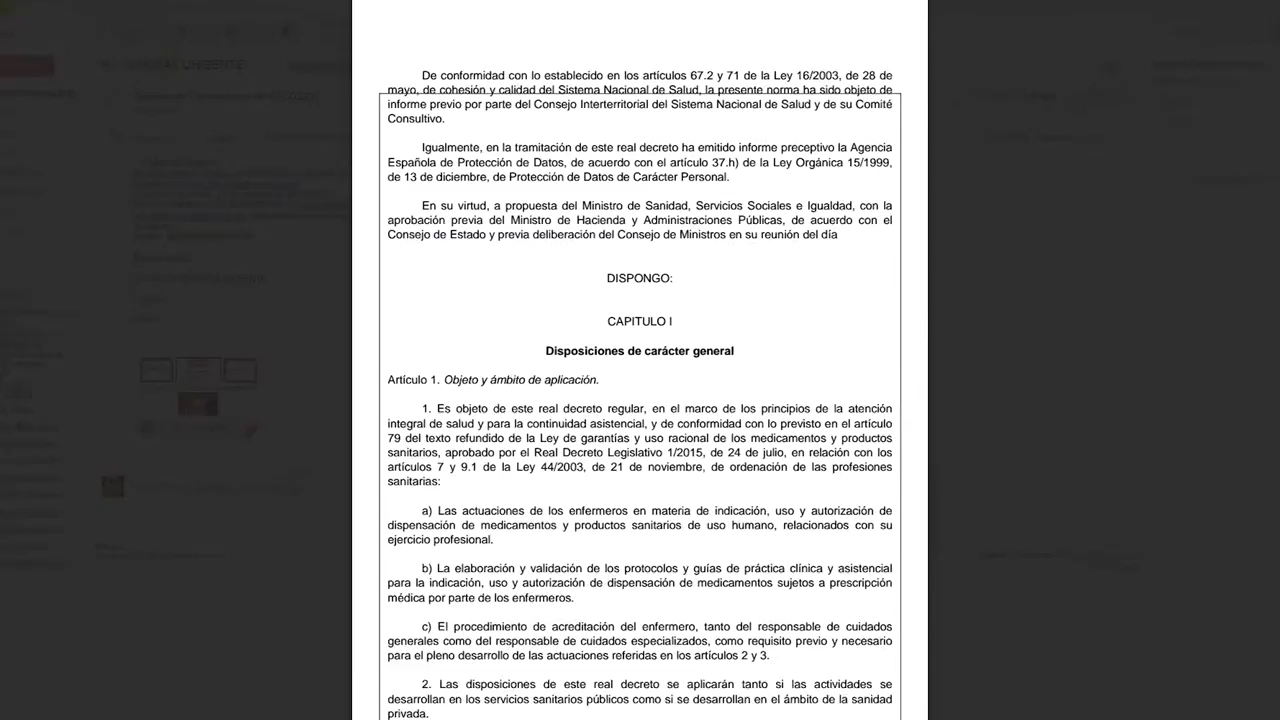 De conformidad con lo establecido en los artículos 67.2 y 71 de la Ley 16/2003, de 28 de
mayo, de cohesión y calidad del Sistema Nacional de Salud, la presente norma ha sido objeto de
informe previo por parte del Consejo Interterritorial del Sistema Nacional de Salud y de su Comité
Consultivo.
Igualmente, en la tramitación de este real decreto ha emitido informe preceptivo la Agencia
Española de Protección de Datos, de acuerdo con el artículo 37.h) de la Ley Orgánica 15/1999,
de 13 de diciembre, de Protección de Datos de Carácter Personal.
En su virtud, a propuesta del Ministro de Sanidad, Servicios Sociales e Igualdad, con la
aprobación previa del Ministro de Hacienda y Administraciones Públicas, de acuerdo con el
Consejo de Estado y previa deliberación del Consejo de Ministros en su reunión del día
DISPONGO:
CAPITULO I
Disposiciones de carácter general
Artículo 1. Objeto y ámbito de aplicación.
1. Es objeto de este real decreto regular, en el marco de los principios de la atención
integral de salud y para la continuidad asistencial, y de conformidad con lo previsto en el artículo
79 del texto refundido de la Ley de garantías y uso racional de los medicamentos y productos
sanitarios, aprobado por el Real Decreto Legislativo 1/2015, de 24 de julio, en relación con los
artículos 7 y 9.1 de la Ley 44/2003, de 21 de noviembre, de ordenación de las profesiones
sanitarias:
a) Las actuaciones de los enfermeros en materia de indicación, uso y autorización de
dispensación de medicamentos y productos sanitarios de uso humano, relacionados con su
ejercicio profesional.
b) La elaboración y validación de los protocolos y guías de práctica clínica y asistencial
para la indicación, uso y autorización de dispensación de medicamentos sujetos a prescripción
médica por parte de los enfermeros.
c) El procedimiento de acreditación del enfermero, tanto del responsable de cuidados
generales como del responsable de cuidados especializados, como requisito previo y necesario
para el pleno desarrollo de las actuaciones referidas en los artículos 2 y 3.
2. Las disposiciones de este real decreto se aplicarán tanto si las actividades se
desarrollan en los servicios sanitarios públicos como si se desarrollan en el ámbito de la sanidad
privada.